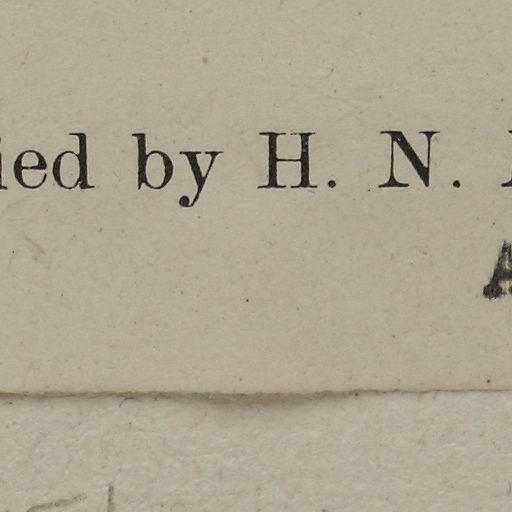 ied by H. N.
A